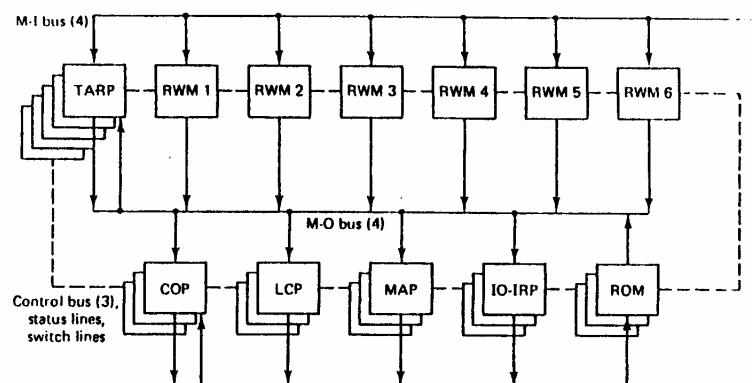 M-I bus (4)
TARP RWM 1 RWM 2 RWM 3 RWM 4 RWM 5 RWM 6
M-O bus (4)
COP LCP MAP IO-IRP ROM
Control bus (3),
status lines,
switch lines